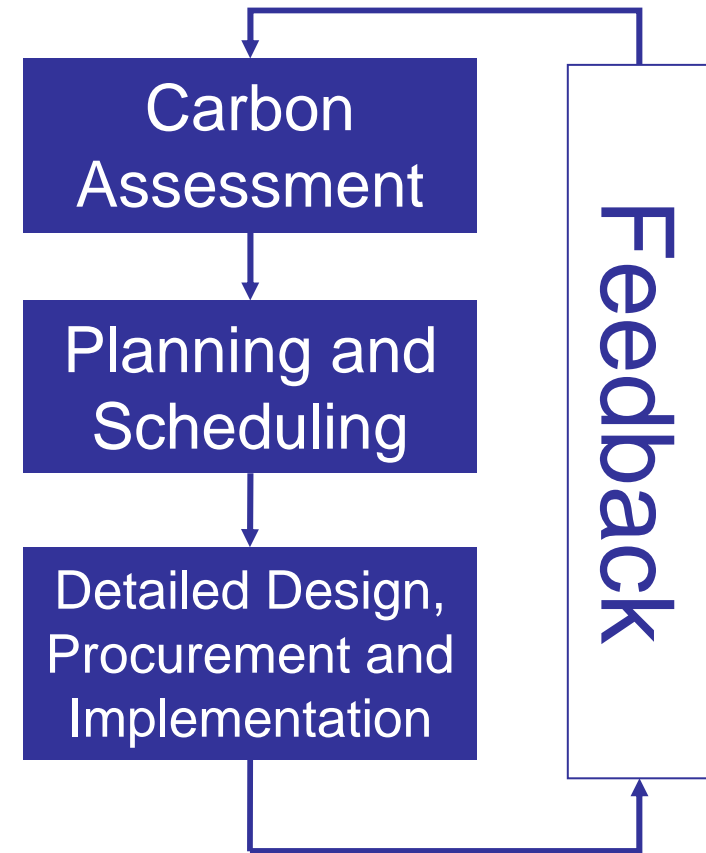 Carbon
Assessment
Planning and
Scheduling
Detailed Design,
Procurement and
Implementation
Feedback